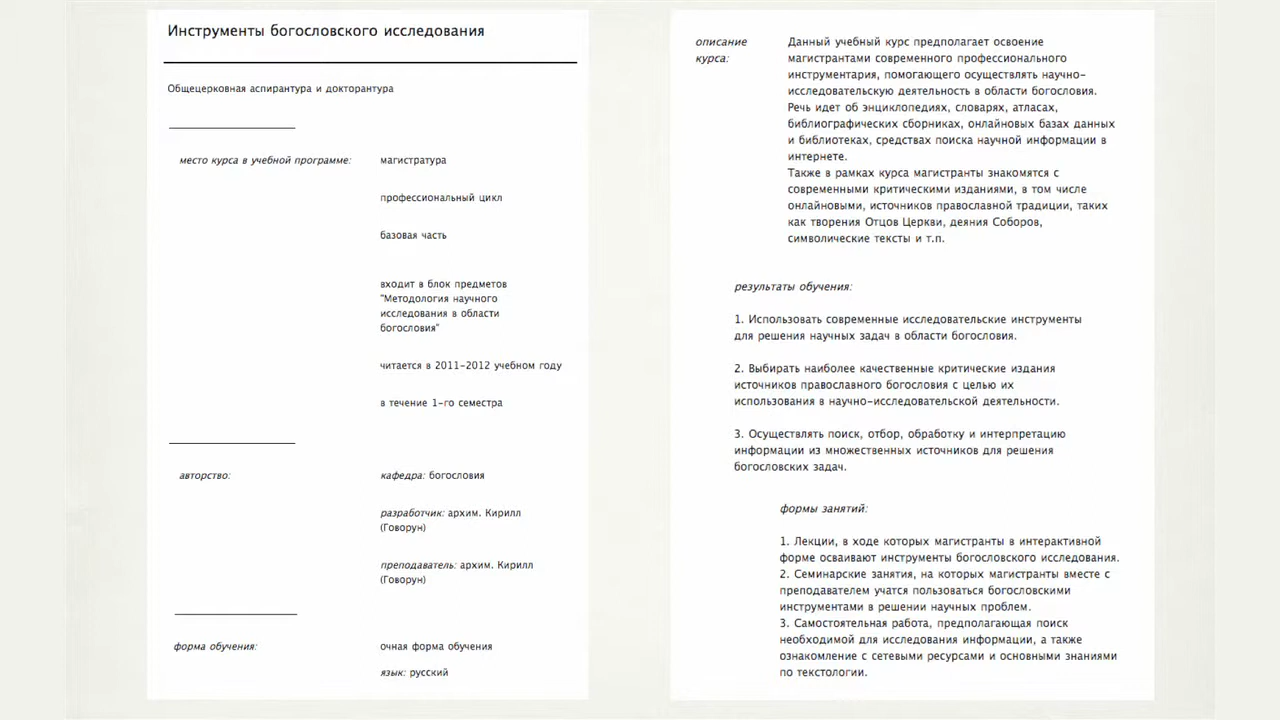 Инструменты богословского исследования
Общецерковная аспирантура и докторантура
место курса в учебной программе:
магистратура
профессиональный цикл
базовая часть
входит в блок предметов
"Методология научного
исследования в области
богословия"
читается в 2011-2012 учебном году
в течение 1-го семестра
авторство:
кафедра: богословия
разработчик: архим. Кирилл
(Говорун)
преподаватель: архим. Кирилл
(Говорун)
форма обучения:
очная форма обучения
язык: русский
описание
курса:
Данный учебный курс предполагает освоение
магистрантами современного профессионального
инструментария, помогающего осуществлять научно-
исследовательскую деятельность в области богословия.
Речь идет об энциклопедиях, словарях, атласах,
библиографических сборниках, онлайновых базах данных
и библиотеках, средствах поиска научной информации в
интернете.
Также в рамках курса магистранты знакомятся с
современными критическими изданиями, в том числе
онлайновыми, источников православной традиции, таких
как творения Отцов Церкви, деяния Соборов,
символические тексты и т.п.
результаты обучения:
1. Использовать современные исследовательские инструменты
для решения научных задач в области богословия.
2. Выбирать наиболее качественные критические издания
источников православного богословия с целью их
использования в научно-исследовательской деятельности.
3. Осуществлять поиск, отбор, обработку и интерпретацию
информации из множественных источников для решения
богословских задач.
формы занятий:
1. Лекции, в ходе которых магистранты в интерактивной
форме осваивают инструменты богословского исследования.
2. Семинарские занятия, на которых магистранты вместе с
преподавателем учатся пользоваться богословскими
инструментами в решении научных проблем.
3. Самостоятельная работа, предполагающая поиск
необходимой для исследования информации, а также
ознакомление с сетевыми ресурсами и основными знаниями
по текстологии.